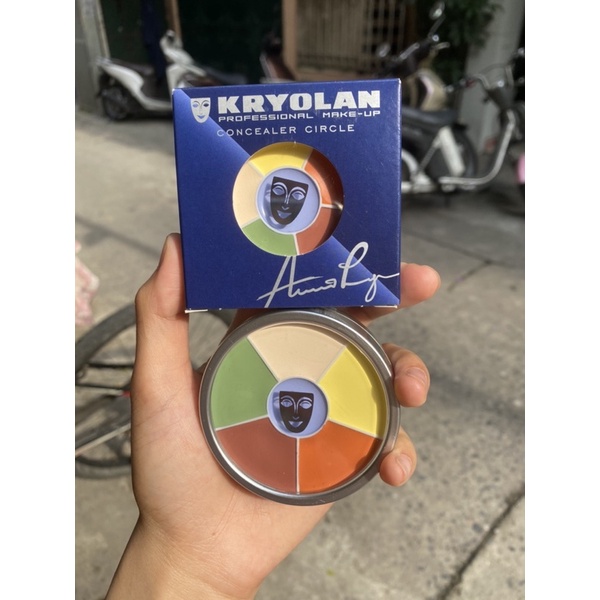 KRYOLAN
PROFESSIONAL MAKE-UP
CONCEALER CIRCLE